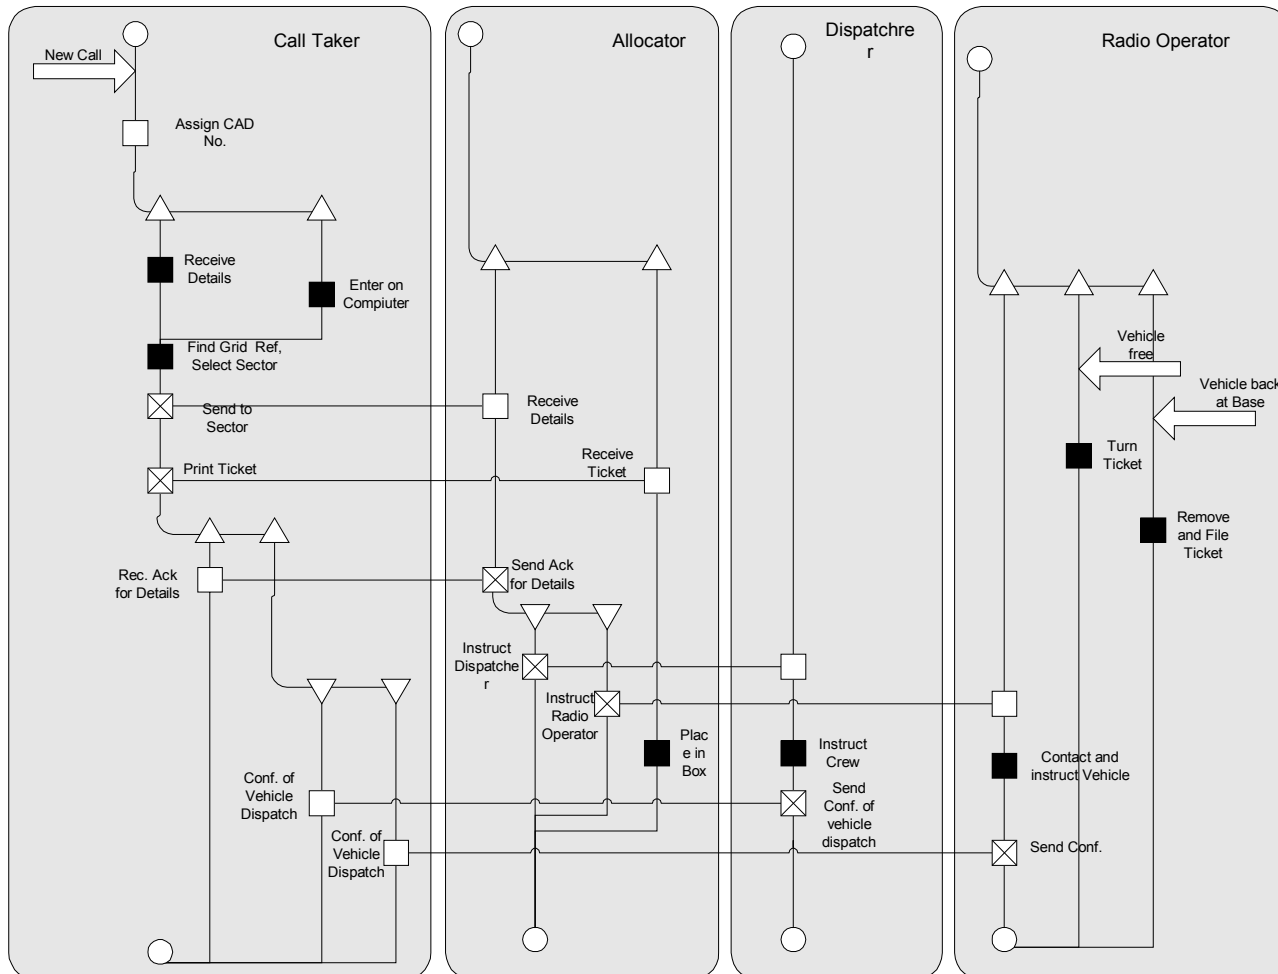 Call Taker
Allocator
Dispatchre
r
Radio Operator
New Call
Assign CAD
No.
Receive
Details
Enter on
Compiuter
Find Grid Ref,
Select Sector
Send to
Sector
Print Ticket
Rec. Ack
for Details
Conf. of
Vehicle
Dispatch
Conf. of
Vehicle
Dispatch
Receive
Details
Receive
Ticket
Send Ack
for Details
Instruct
Dispatche
r
Instruct
Radio
Operator
Plac
e in
Box
Instruct
Crew
Send
Conf. of
vehicle
dispatch
Vehicle
free
Vehicle back
at Base
Turn
Ticket
Remove
and File
Ticket
Contact and
instruct Vehicle
Send Conf.